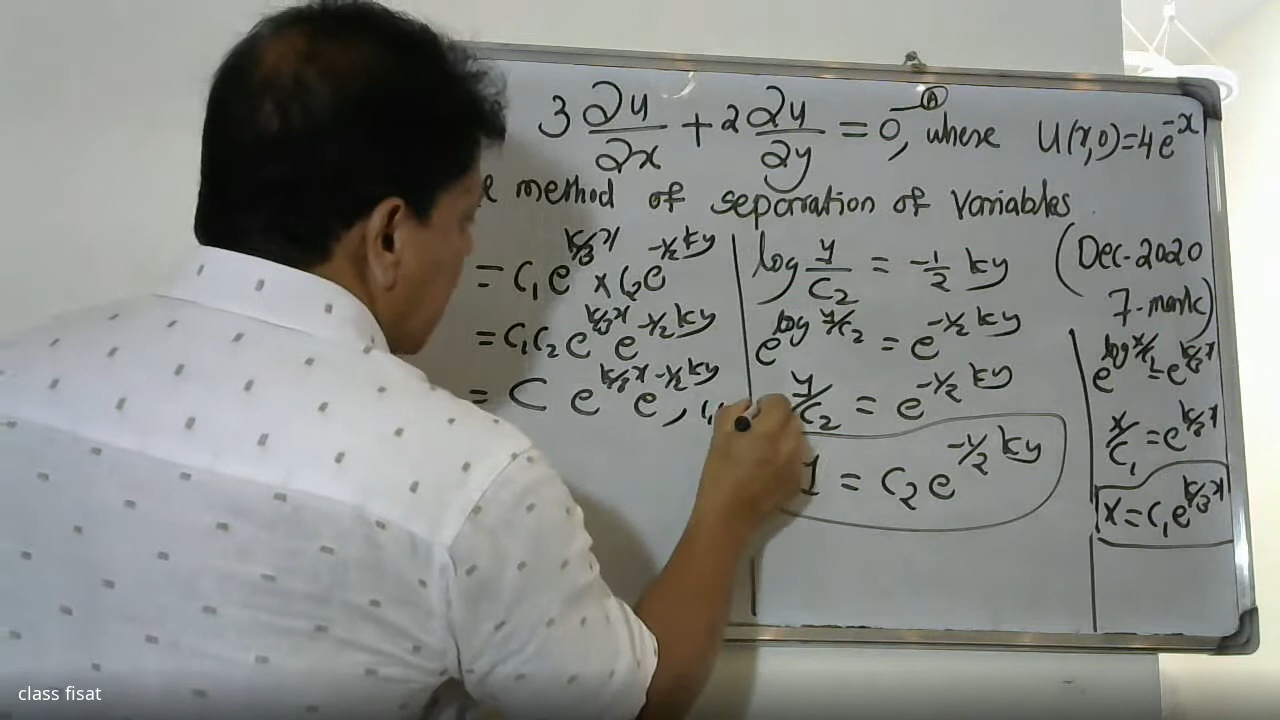 3 ∂u/∂x + 2 ∂u/∂y = 0, where U(x,0)=4e^-x
A
e method of separation of Variables.
(Dec-2020
7-mark)
= C₁e^k/3 x × C₂e^-1/2 ky
= C₁C₂ e^k/3 x e^-1/2 ky
= C e^k/3 x e^-1/2 ky,
log y/C₂ = -1/2 ky
e^log y/C₂ = e^-1/2 ky
y/C₂ = e^-1/2 ky
= C₂e^-1/2 ky
e^log x/C₁ = e^k/3 x
x/C₁ = e^k/3 x
x = C₁e^k/3 x
class fisat